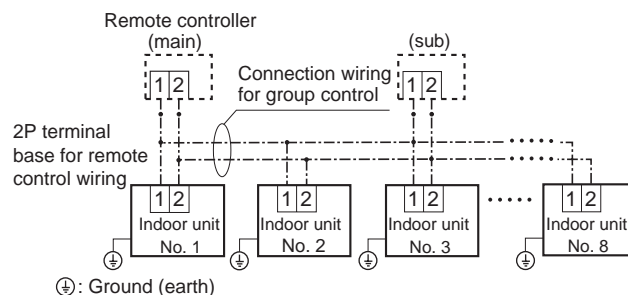 Remote controller
(main)
(sub)
1 2
1 2
Connection wiring
for group control
2P terminal
base for remote
control wiring
1 2
1 2
1 2
1 2
Indoor unit
No. 1
Indoor unit
No. 2
Indoor unit
No. 3
Indoor unit
No. 8
: Ground (earth)